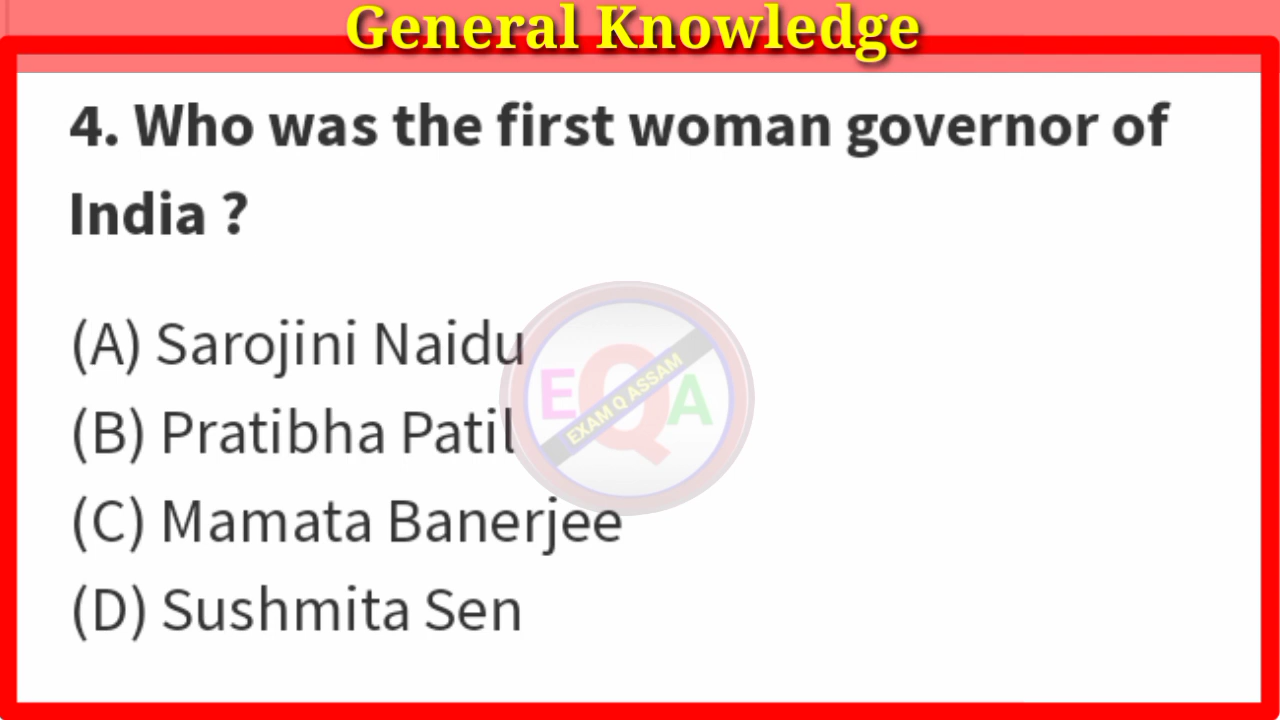 General Knowledge
4. Who was the first woman governor of
India ?
(A) Sarojini Naidu
(B) Pratibha Patil
(C) Mamata Banerjee
(D) Sushmita Sen
EQA
EXAM Q ASSAM